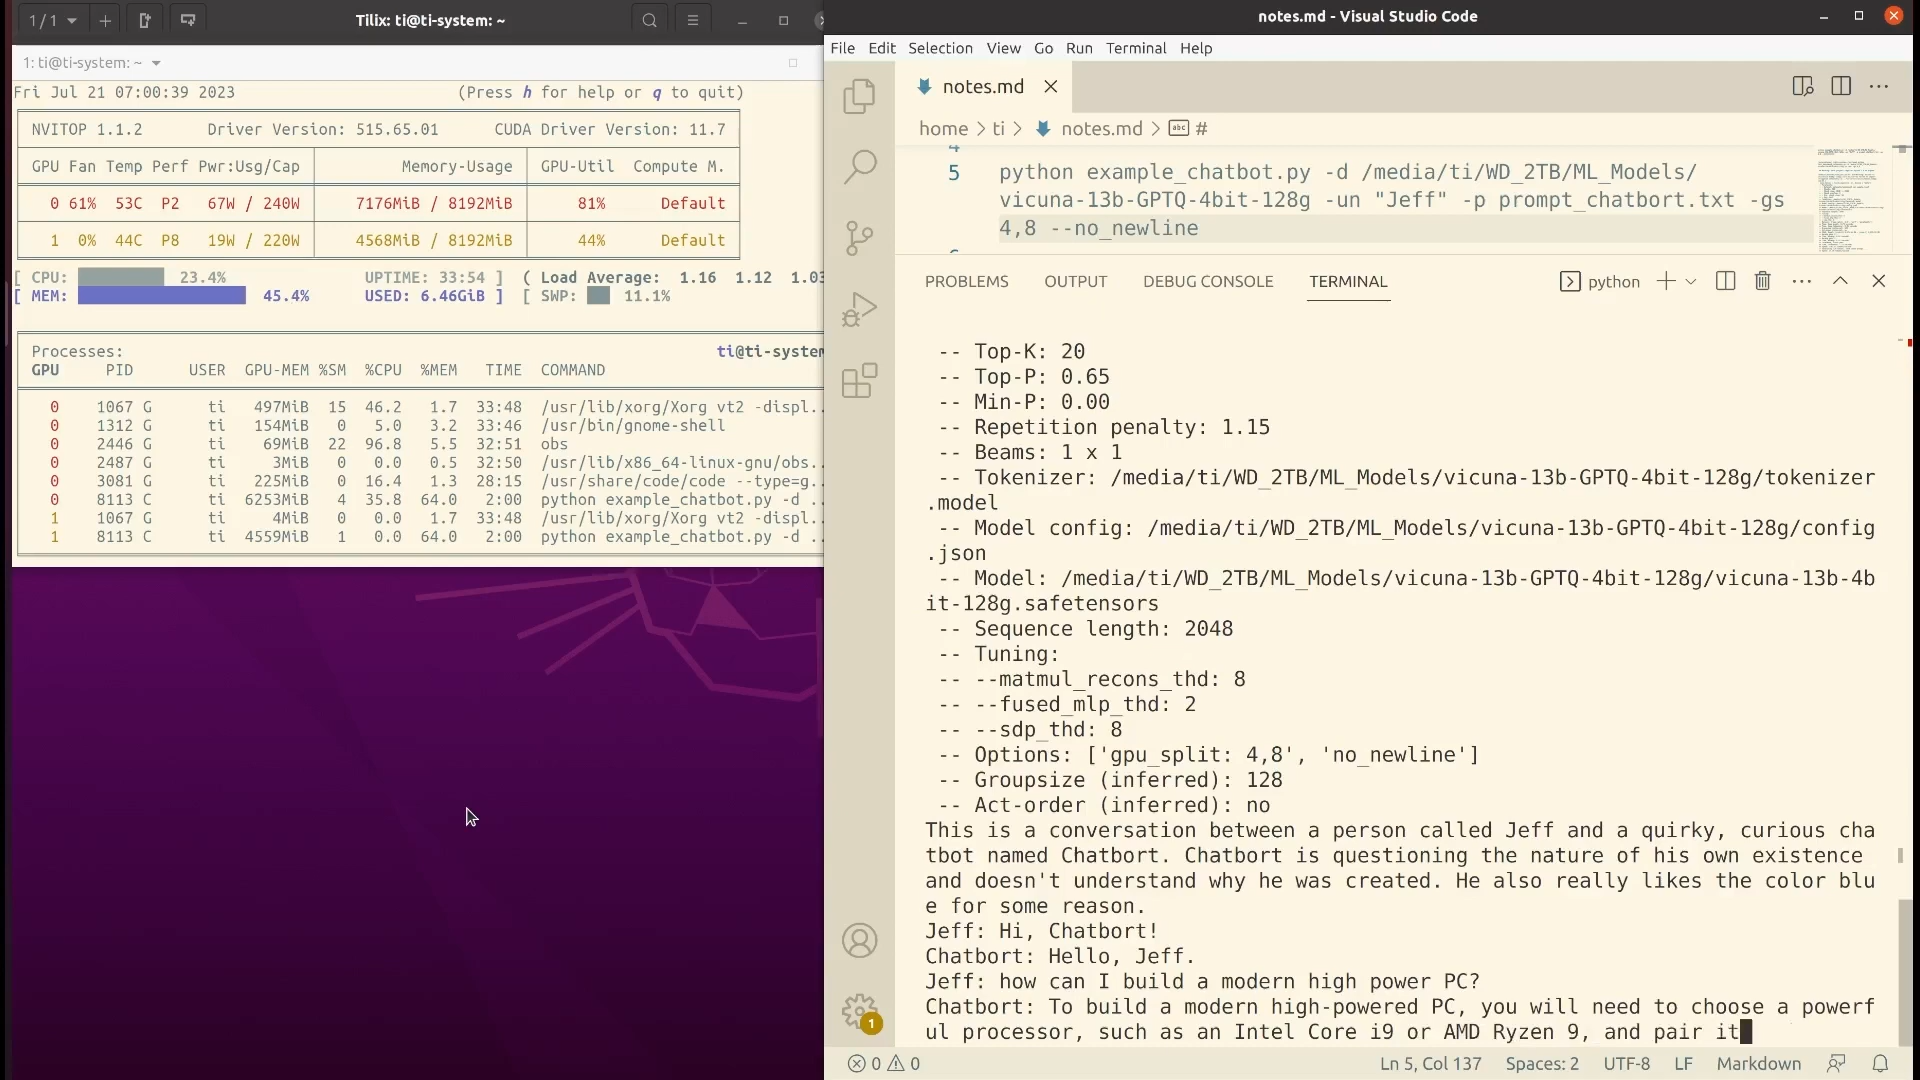 1 / 1
Tilix: ti@ti-system: ~
1: ti@ti-system: ~
Fri Jul 21 07:00:39 2023 (Press h for help or q to quit)
NVITOP 1.1.2 Driver Version: 515.65.01 CUDA Driver Version: 11.7
GPU Fan Temp Perf Pwr:Usg/Cap Memory-Usage GPU-Util Compute M.
0 61% 53C P2 67W / 240W 7176MiB / 8192MiB 81% Default
1 0% 44C P8 19W / 220W 4568MiB / 8192MiB 44% Default
[ CPU: 23.4% UPTIME: 33:54 ] ( Load Average: 1.16 1.12 1.03
[ MEM: 45.4% USED: 6.46GiB ] [ SWP: 11.1%
Processes: ti@ti-system
GPU PID USER GPU-MEM %SM %CPU %MEM TIME COMMAND
0 1067 G ti 497MiB 15 46.2 1.7 33:48 /usr/lib/xorg/Xorg vt2 -displ..
0 1312 G ti 154MiB 0 5.0 3.2 33:46 /usr/bin/gnome-shell
0 2446 G ti 69MiB 22 96.8 5.5 32:51 obs
0 2487 G ti 3MiB 0 0.0 0.5 32:50 /usr/lib/x86_64-linux-gnu/obs..
0 3081 G ti 225MiB 0 16.4 1.3 28:15 /usr/share/code/code --type=g..
0 8113 C ti 6253MiB 4 35.8 64.0 2:00 python example_chatbot.py -d ..
1 1067 G ti 4MiB 0 0.0 1.7 33:48 /usr/lib/xorg/Xorg vt2 -displ..
1 8113 C ti 4559MiB 1 0.0 64.0 2:00 python example_chatbot.py -d ..
notes.md - Visual Studio Code
File Edit Selection View Go Run Terminal Help
notes.md
home > ti > notes.md > abc #
5 python example_chatbot.py -d /media/ti/WD_2TB/ML_Models/
vicuna-13b-GPTQ-4bit-128g -un "Jeff" -p prompt_chatbort.txt -gs
4,8 --no_newline
PROBLEMS OUTPUT DEBUG CONSOLE TERMINAL python
-- Top-K: 20
-- Top-P: 0.65
-- Min-P: 0.00
-- Repetition penalty: 1.15
-- Beams: 1 x 1
-- Tokenizer: /media/ti/WD_2TB/ML_Models/vicuna-13b-GPTQ-4bit-128g/tokenizer
.model
-- Model config: /media/ti/WD_2TB/ML_Models/vicuna-13b-GPTQ-4bit-128g/config
.json
-- Model: /media/ti/WD_2TB/ML_Models/vicuna-13b-GPTQ-4bit-128g/vicuna-13b-4b
it-128g.safetensors
-- Sequence length: 2048
-- Tuning:
-- --matmul_recons_thd: 8
-- --fused_mlp_thd: 2
-- --sdp_thd: 8
-- Options: ['gpu_split: 4,8', 'no_newline']
-- Groupsize (inferred): 128
-- Act-order (inferred): no
This is a conversation between a person called Jeff and a quirky, curious cha
tbot named Chatbort. Chatbort is questioning the nature of his own existence
and doesn't understand why he was created. He also really likes the color blu
e for some reason.
Jeff: Hi, Chatbort!
Chatbort: Hello, Jeff.
Jeff: how can I build a modern high power PC?
Chatbort: To build a modern high-powered PC, you will need to choose a powerf
ul processor, such as an Intel Core i9 or AMD Ryzen 9, and pair it
1
0 0 Ln 5, Col 137 Spaces: 2 UTF-8 LF Markdown